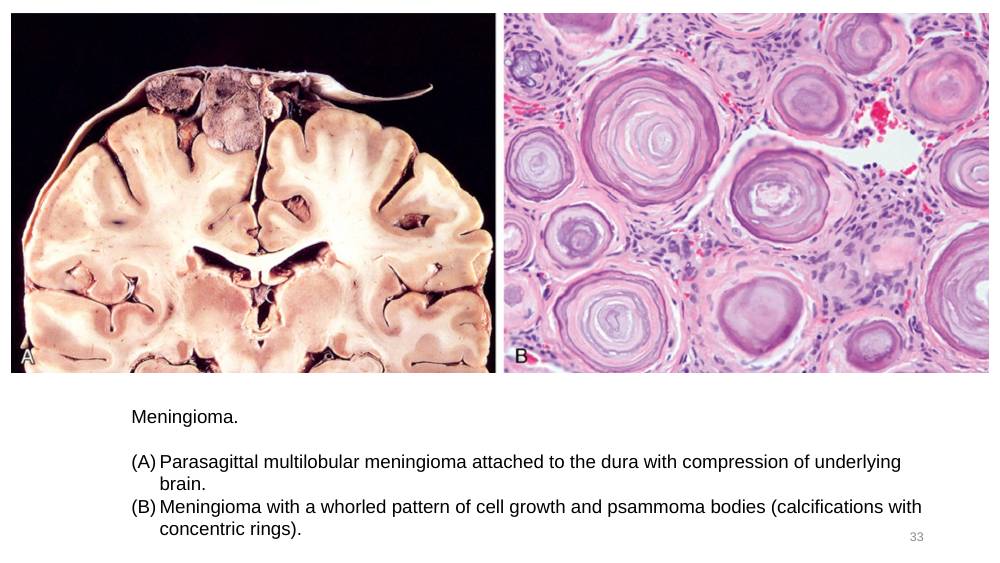 A
B
Meningioma.
(A) Parasagittal multilobular meningioma attached to the dura with compression of underlying
brain.
(B) Meningioma with a whorled pattern of cell growth and psammoma bodies (calcifications with
concentric rings).
33